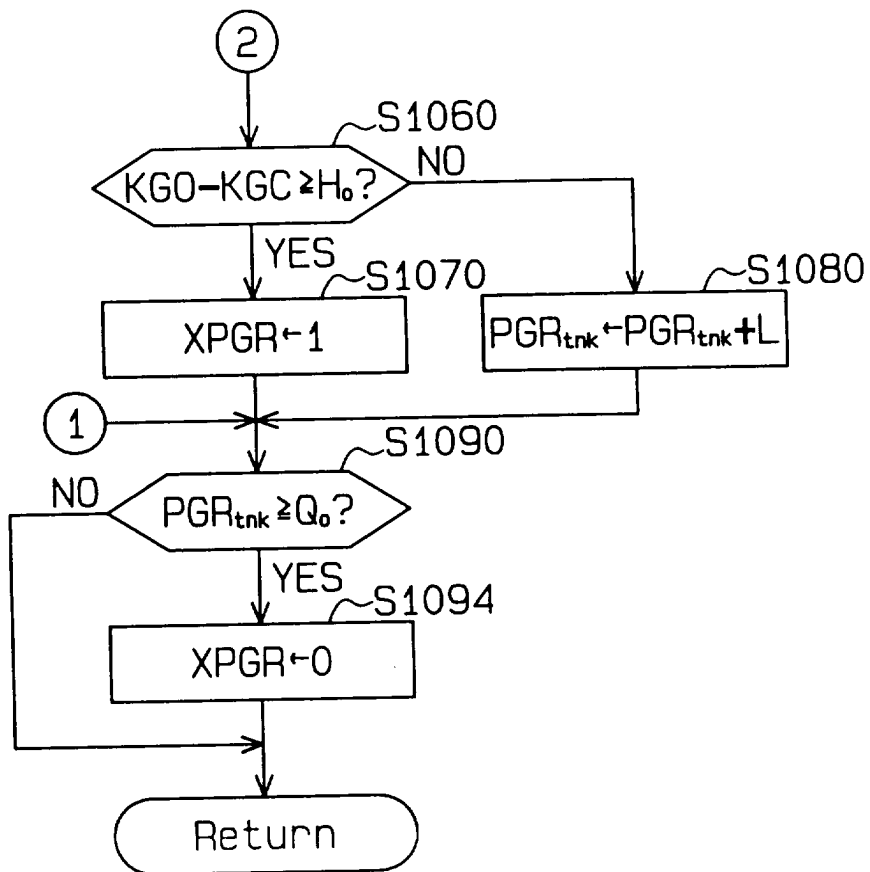 2
S1060
KGO-KGC≧H₀?
NO
YES
S1070
S1080
XPGR←1
PGRtnk←PGRtnk+L
1
S1090
NO
PGRtnk≧Q₀?
YES
S1094
XPGR←0
Return